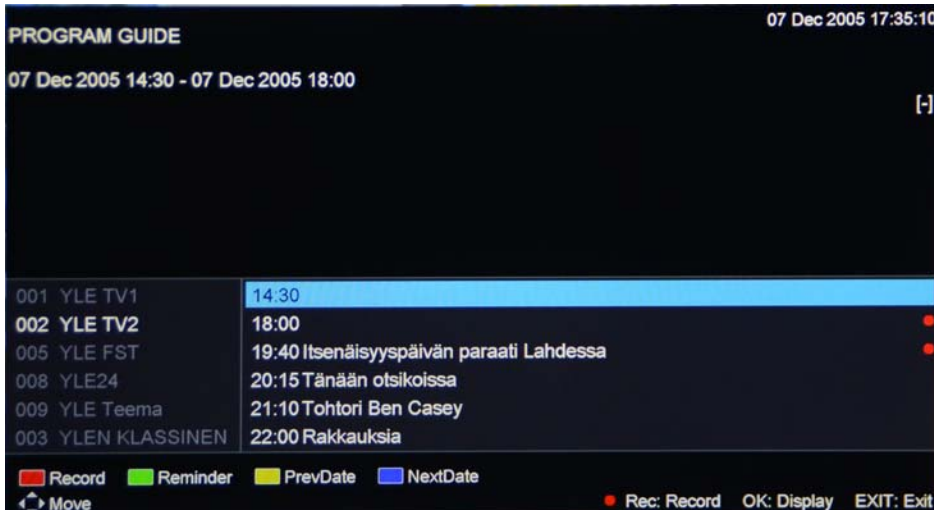 07 Dec 2005 17:35:10
PROGRAM GUIDE
07 Dec 2005 14:30 - 07 Dec 2005 18:00
[-]
001 YLE TV1 14:30
002 YLE TV2 18:00
005 YLE FST 19:40 Itsenäisyyspäivän paraati Lahdessa
008 YLE24 20:15 Tänään otsikoissa
009 YLE Teema 21:10 Tohtori Ben Casey
003 YLEN KLASSINEN 22:00 Rakkauksia
Record Reminder PrevDate NextDate
Move Rec: Record OK: Display EXIT: Exit